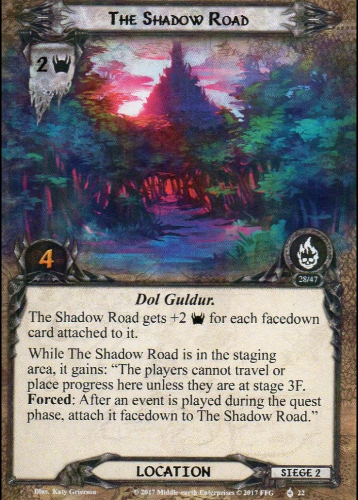 THE SHADOW ROAD
2
4
28/47
Dol Guldur.
The Shadow Road gets +2 for each facedown
card attached to it.
While The Shadow Road is in the staging
area, it gains: “The players cannot travel or
place progress here unless they are at stage 3F.
Forced: After an event is played during the quest
phase, attach it facedown to The Shadow Road.”
LOCATION
SIEGE 2
Illus. Katy Grierson
© 2017 Middle-earth Enterprises © 2017 FFG
22